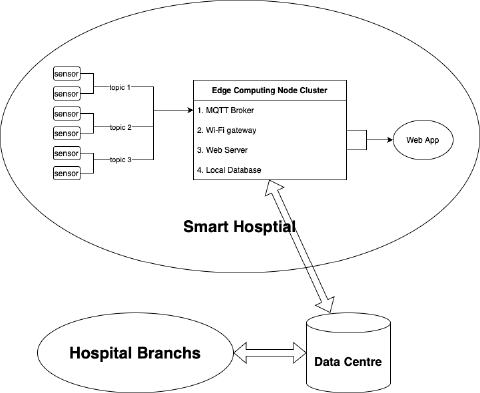 sensor
topic 1
sensor
sensor
topic 2
sensor
sensor
topic 3
sensor
Edge Computing Node Cluster
1. MQTT Broker
2. Wi-Fi gateway
3. Web Server
4. Local Database
Web App
Smart Hosptial
Hospital Branchs
Data Centre